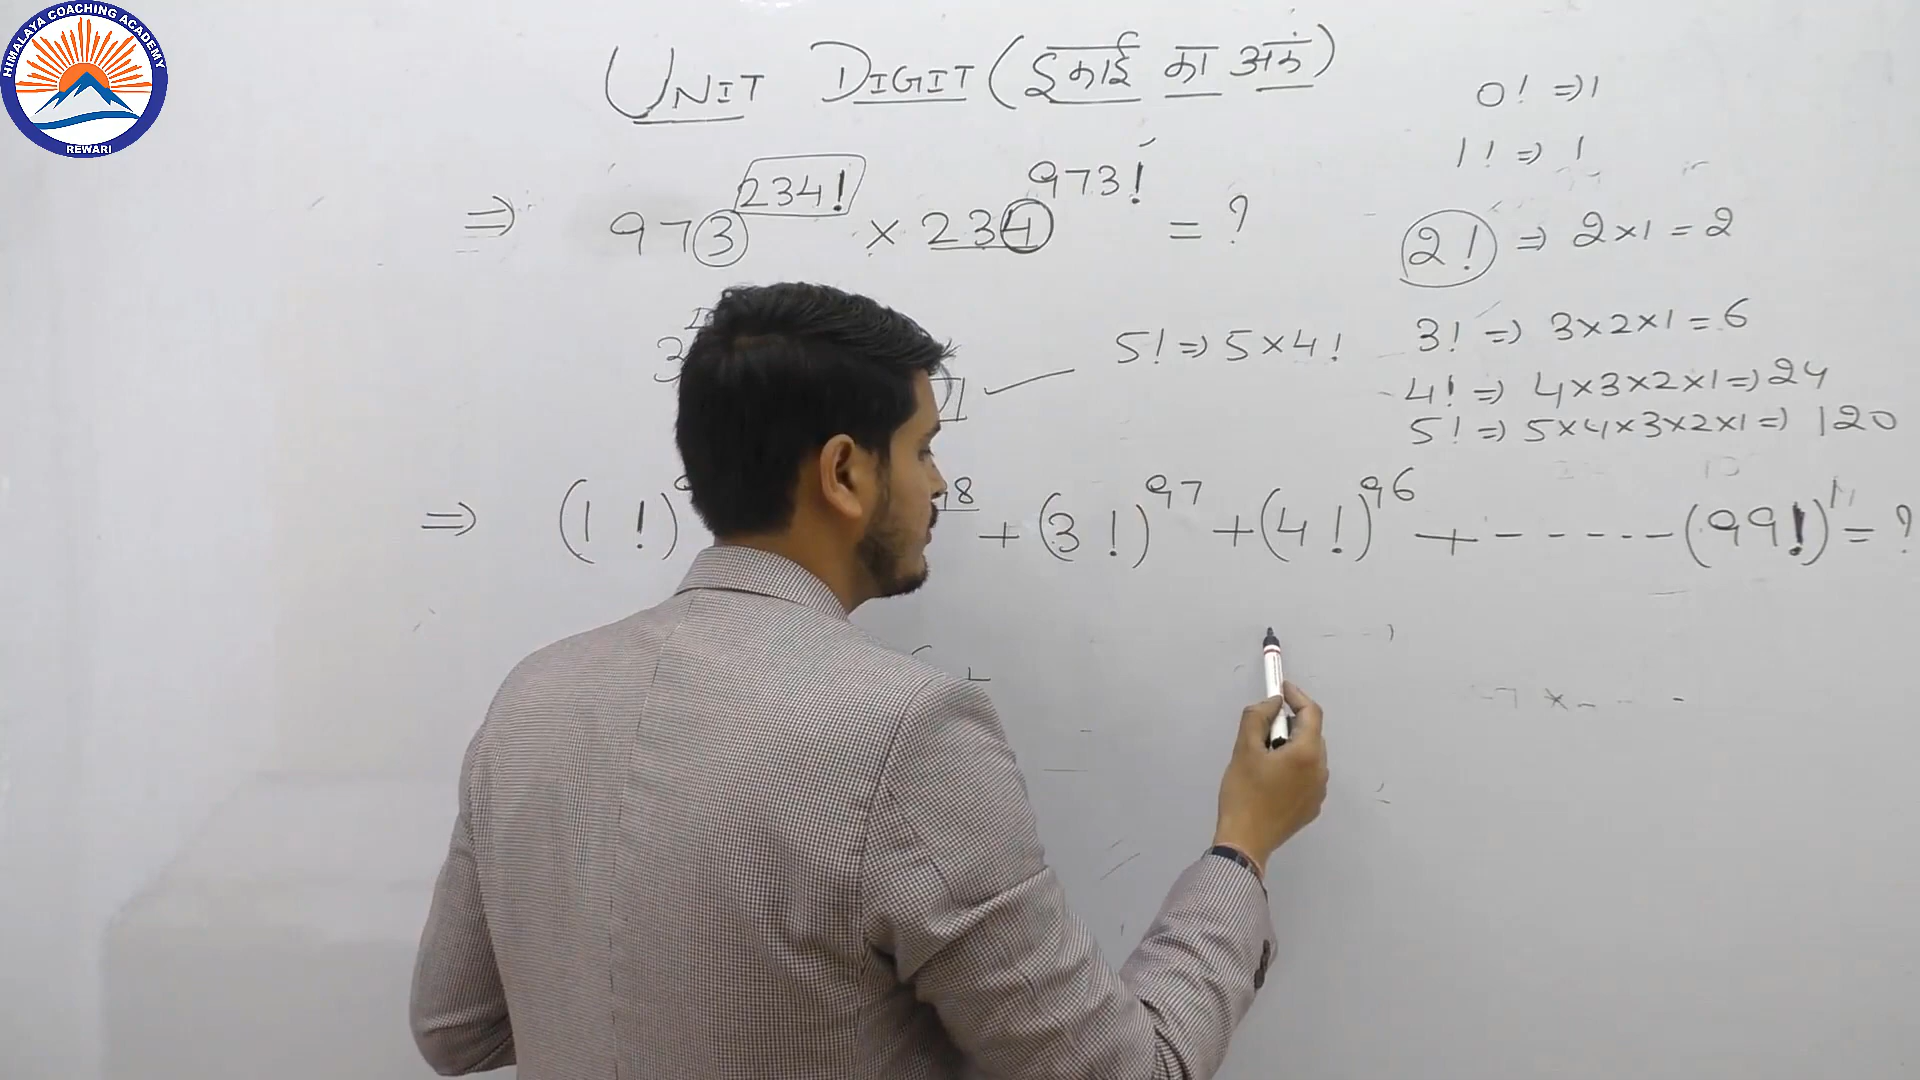 HIMALAYA COACHING ACADEMY
REWARI
UNIT DIGIT (इकाई का अंक)
⇒ 973^234! × 234^973! = ?
0! ⇒ 1
1! ⇒ 1
2! ⇒ 2×1 = 2
3! ⇒ 3×2×1 = 6
4! ⇒ 4×3×2×1 ⇒ 24
5! ⇒ 5×4×3×2×1 ⇒ 120
3
5! ⇒ 5×4!
⇒ (1!) + (3!)^97 + (4!)^96 + ------ (99!)^1 = ?